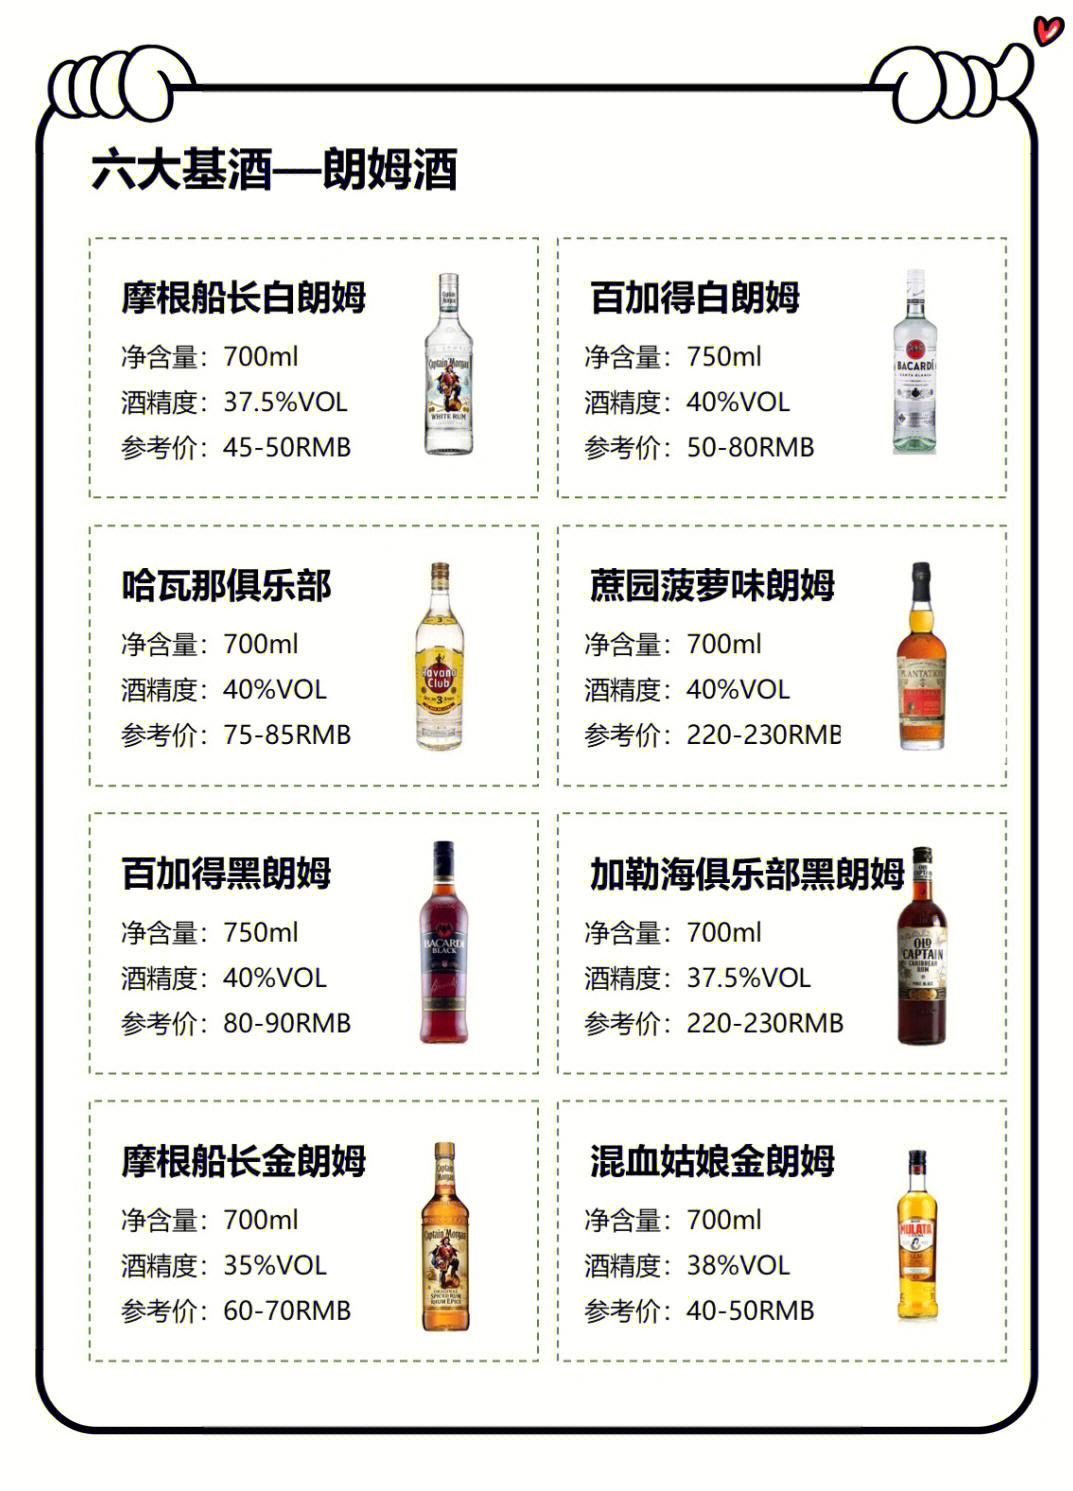 六大基酒—朗姆酒
摩根船长白朗姆
净含量：700ml
酒精度：37.5%VOL
参考价：45-50RMB
Captain Morgan
WHITE RUM
百加得白朗姆
净含量：750ml
酒精度：40%VOL
参考价：50-80RMB
BACARDÍ
哈瓦那俱乐部
净含量：700ml
酒精度：40%VOL
参考价：75-85RMB
3
Havana
Club
3
蔗园菠萝味朗姆
净含量：700ml
酒精度：40%VOL
参考价：220-230RMB
PLANTATION
百加得黑朗姆
净含量：750ml
酒精度：40%VOL
参考价：80-90RMB
BACARDI
BLACK
加勒海俱乐部黑朗姆
净含量：700ml
酒精度：37.5%VOL
参考价：220-230RMB
OLD
CAPTAIN
CARIBBEAN
RUM
摩根船长金朗姆
净含量：700ml
酒精度：35%VOL
参考价：60-70RMB
Captain Morgan
ORIGINAL
SPICED RUM
RHUM EPICÉ
混血姑娘金朗姆
净含量：700ml
酒精度：38%VOL
参考价：40-50RMB
MULATA